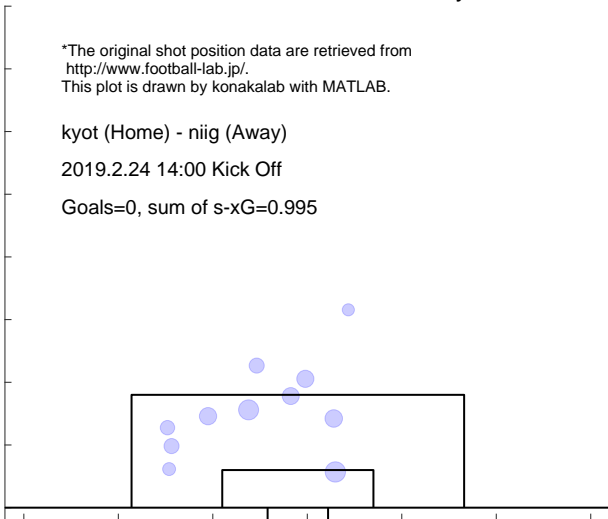 *The original shot position data are retrieved from
http://www.football-lab.jp/.
This plot is drawn by konakalab with MATLAB.
kyot (Home) - niig (Away)
2019.2.24 14:00 Kick Off
Goals=0, sum of s-xG=0.995